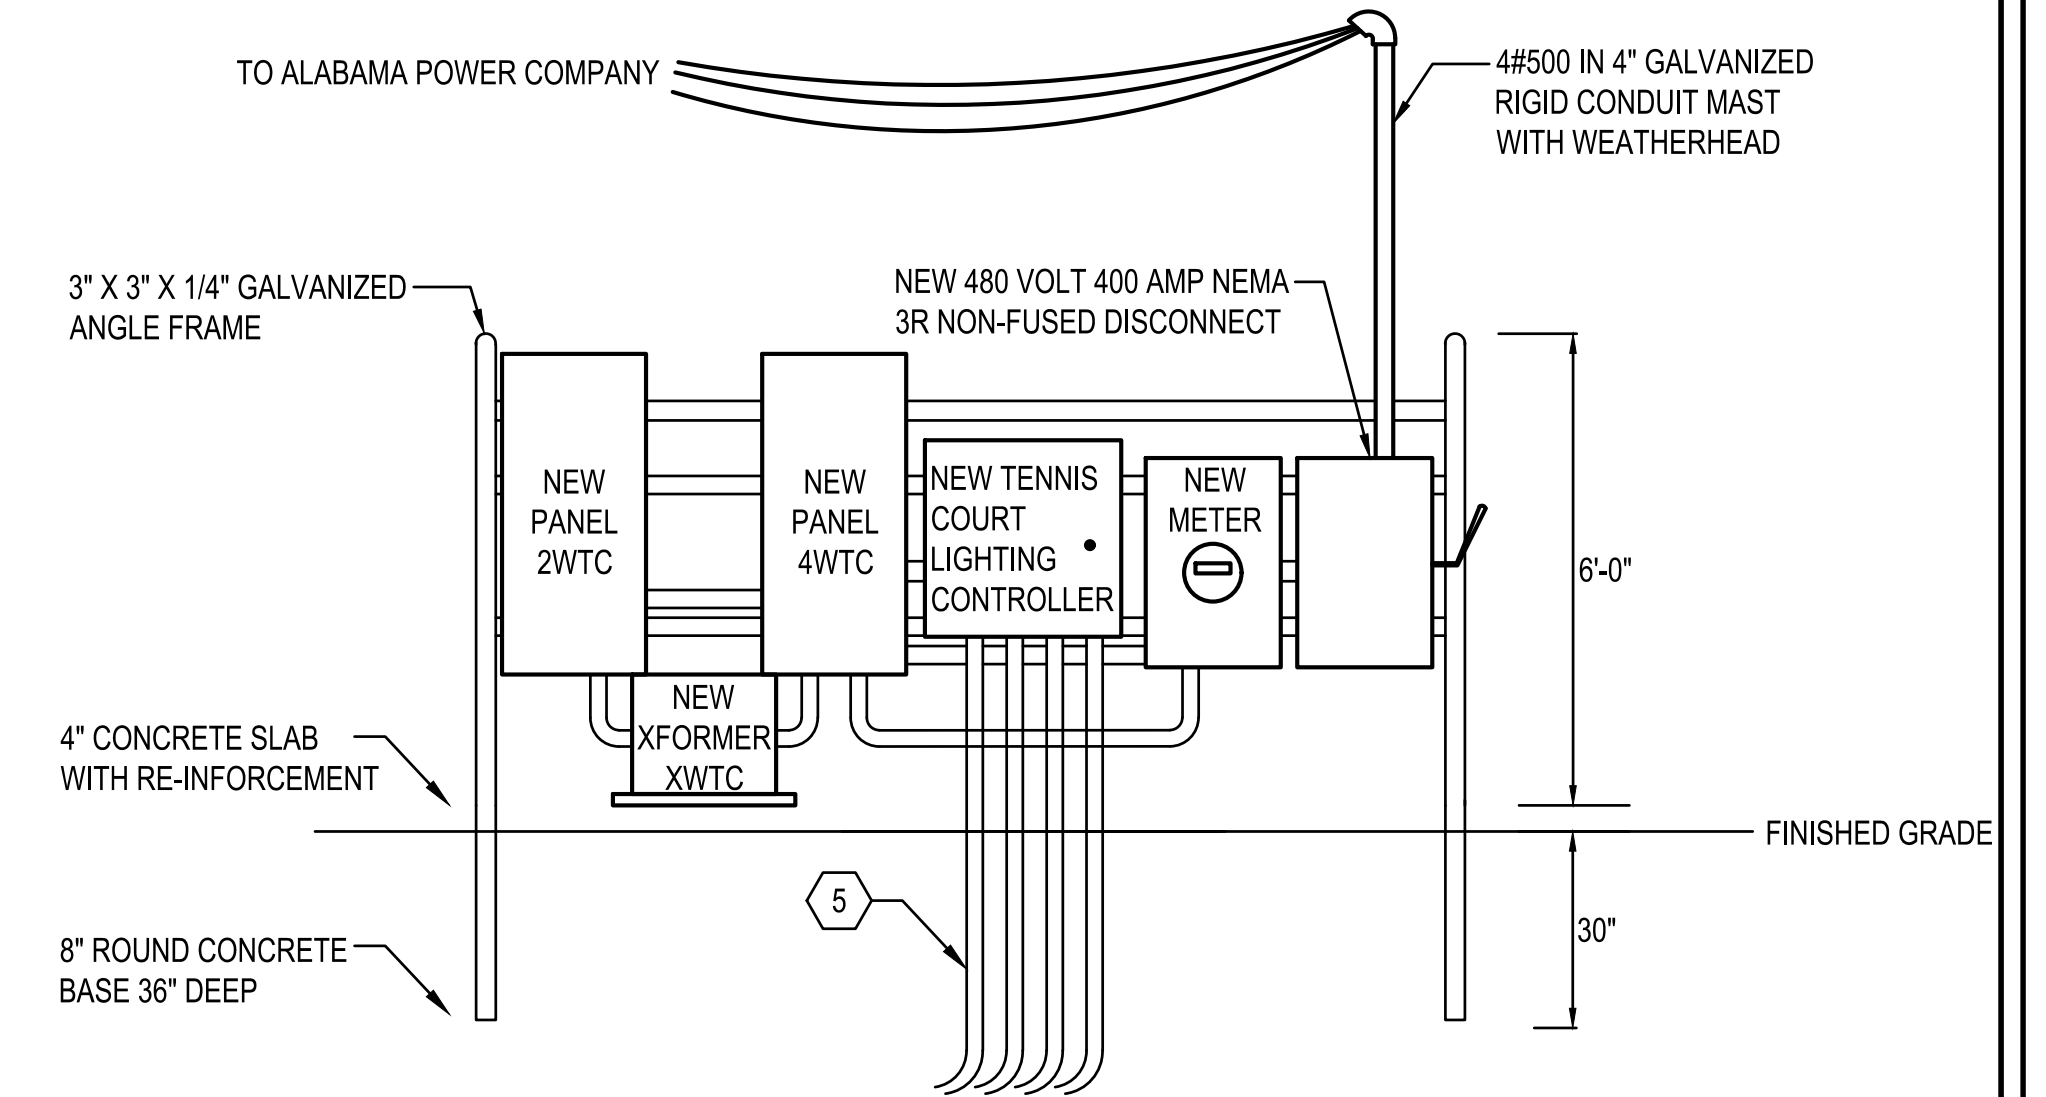 TO ALABAMA POWER COMPANY
4#500 IN 4" GALVANIZED
RIGID CONDUIT MAST
WITH WEATHERHEAD
3" X 3" X 1/4" GALVANIZED
ANGLE FRAME
NEW 480 VOLT 400 AMP NEMA
3R NON-FUSED DISCONNECT
NEW
PANEL
2WTC
NEW
PANEL
4WTC
NEW TENNIS
COURT
LIGHTING
CONTROLLER
NEW
METER
6'-0"
NEW
XFORMER
XWTC
4" CONCRETE SLAB
WITH RE-INFORCEMENT
FINISHED GRADE
5
30"
8" ROUND CONCRETE
BASE 36" DEEP